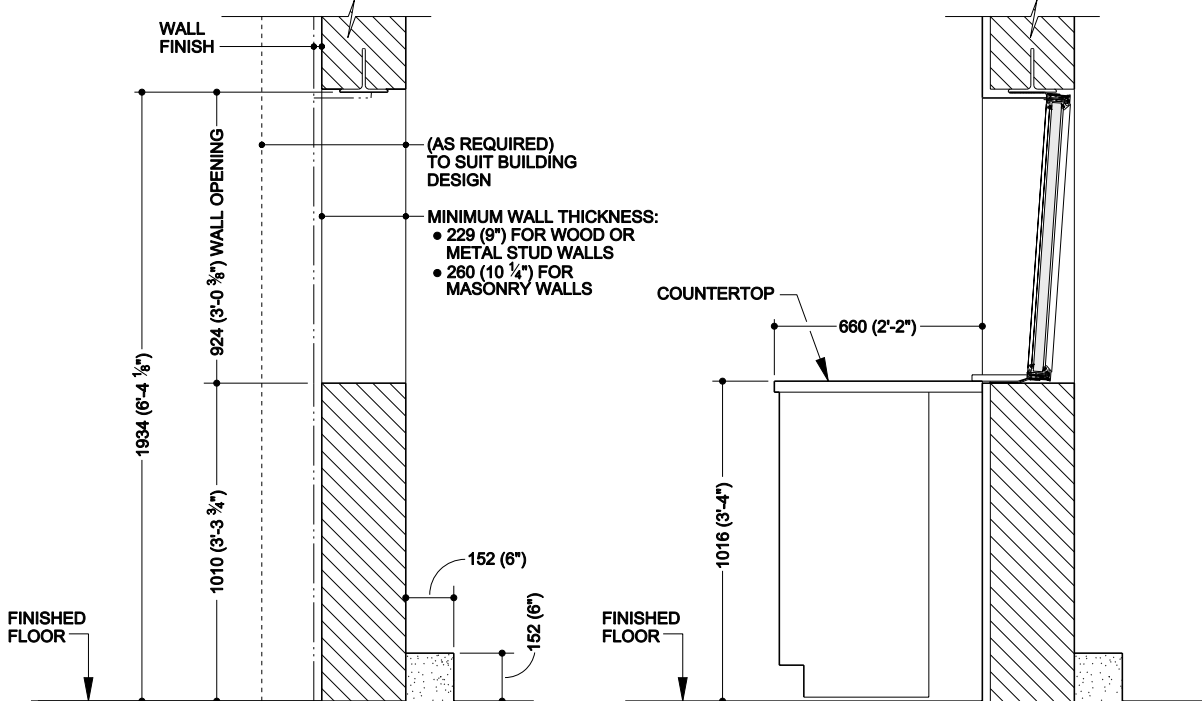 WALL
FINISH
(AS REQUIRED)
TO SUIT BUILDING
DESIGN
MINIMUM WALL THICKNESS:
● 229 (9") FOR WOOD OR
METAL STUD WALLS
● 260 (10 ¼") FOR
MASONRY WALLS
924 (3'-0 ⅜") WALL OPENING
1934 (6'-4 ⅛")
1010 (3'-3 ¾")
152 (6")
152 (6")
FINISHED
FLOOR
COUNTERTOP
660 (2'-2")
1016 (3'-4")
FINISHED
FLOOR